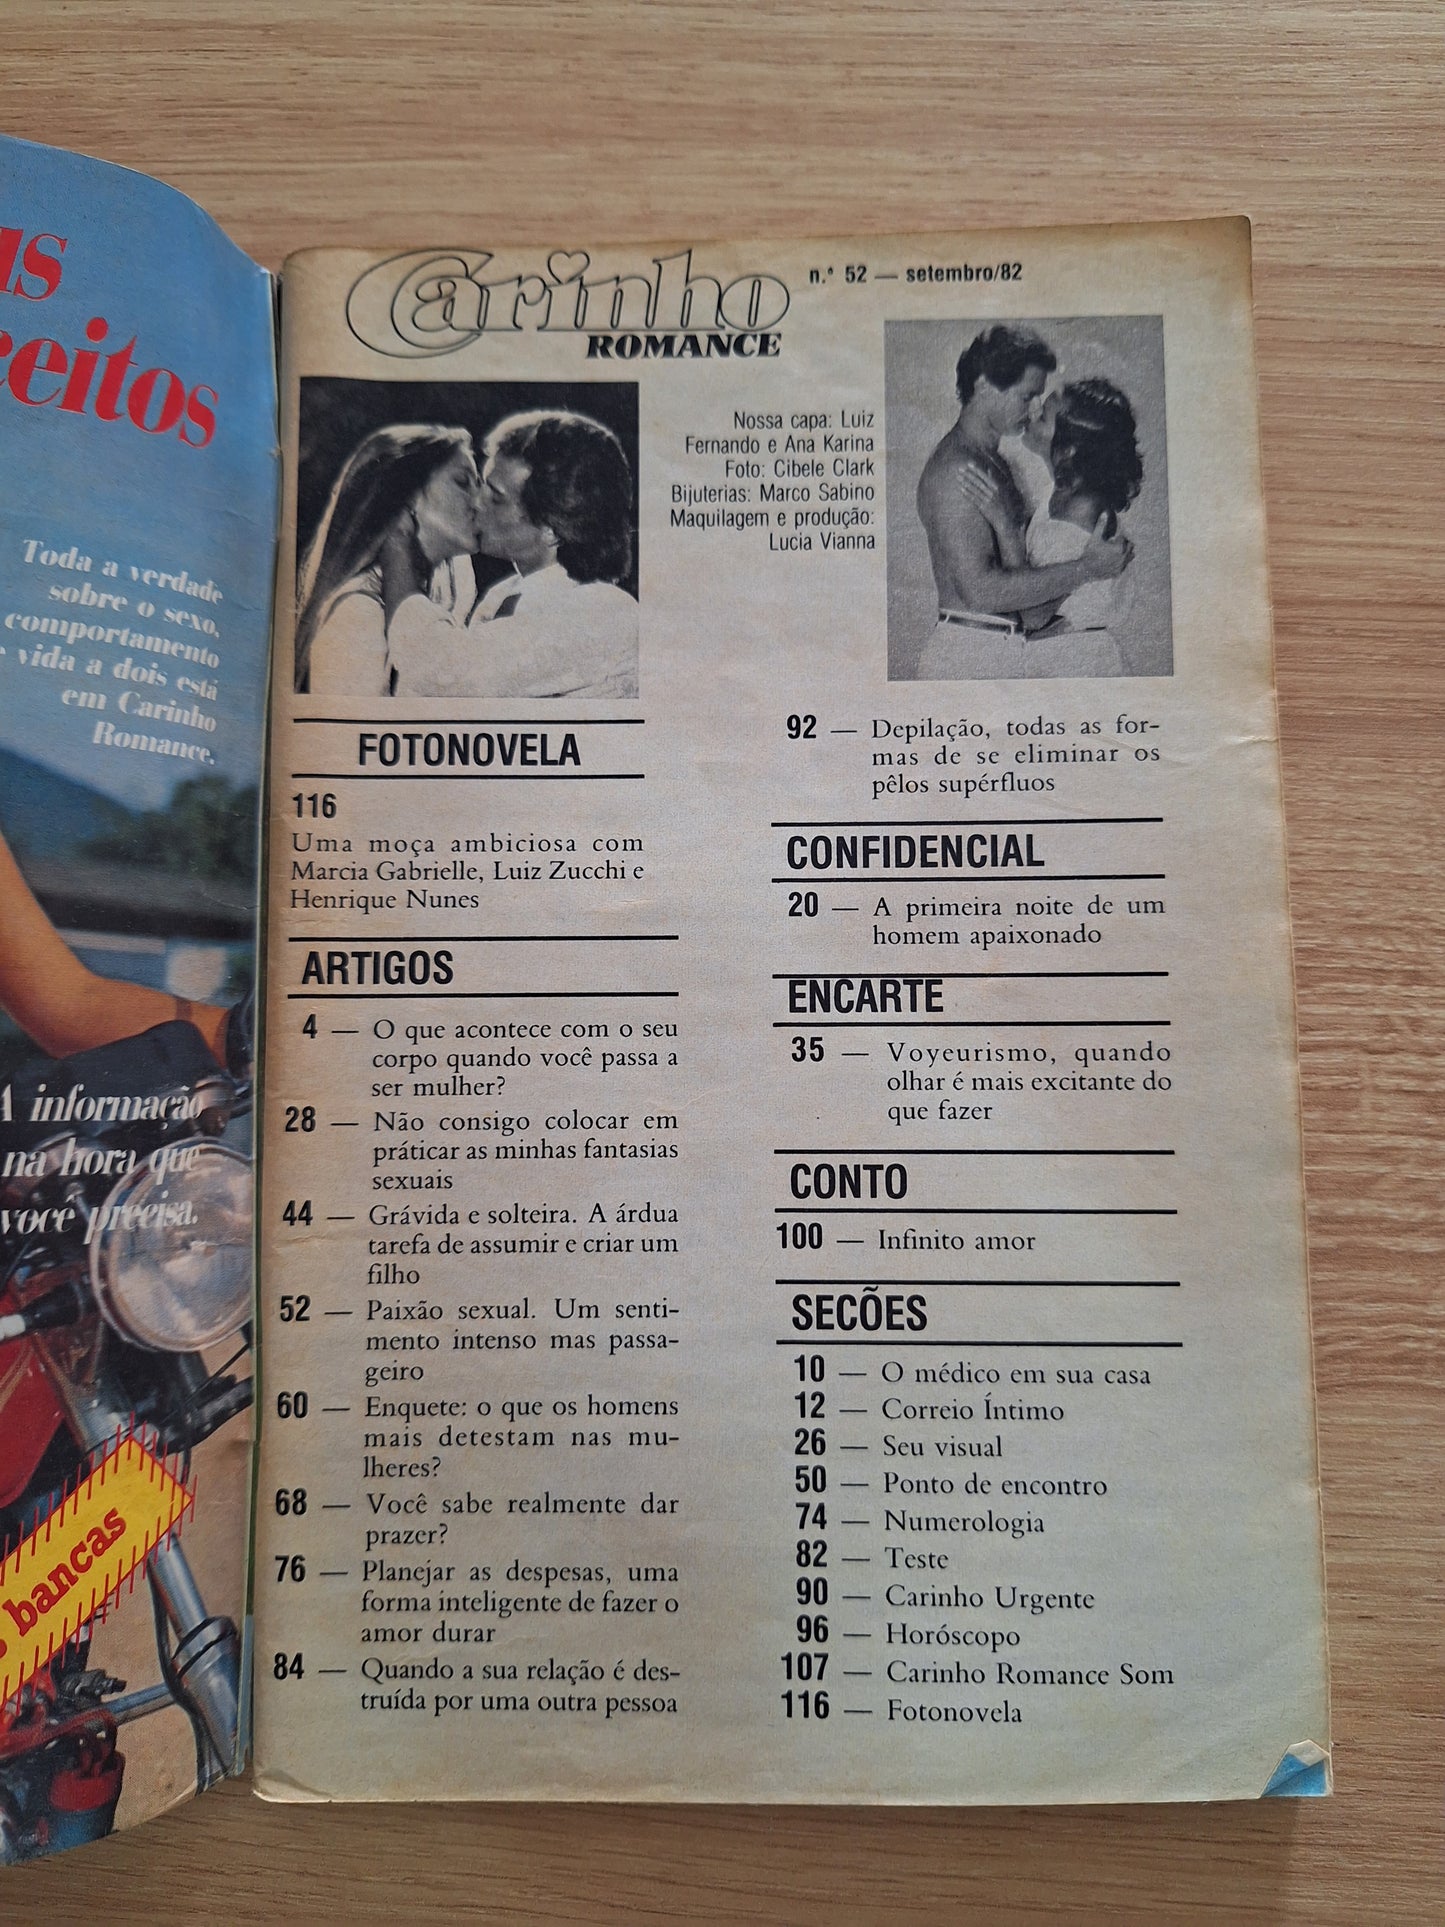 us
eitos
Toda a verdade
sobre o sexo,
comportamento
vida a dois está
em Carinho
Romance.
A informação
na hora que
você precisa.
bancas
Carinho
ROMANCE
n.º 52 — setembro/82
Nossa capa: Luiz
Fernando e Ana Karina
Foto: Cibele Clark
Bijuterias: Marco Sabino
Maquilagem e produção:
Lucia Vianna
FOTONOVELA
116
Uma moça ambiciosa com
Marcia Gabrielle, Luiz Zucchi e
Henrique Nunes
ARTIGOS
4 — O que acontece com o seu
corpo quando você passa a
ser mulher?
28 — Não consigo colocar em
práticar as minhas fantasias
sexuais
44 — Grávida e solteira. A árdua
tarefa de assumir e criar um
filho
52 — Paixão sexual. Um senti-
mento intenso mas passa-
geiro
60 — Enquete: o que os homens
mais detestam nas mu-
lheres?
68 — Você sabe realmente dar
prazer?
76 — Planejar as despesas, uma
forma inteligente de fazer o
amor durar
84 — Quando a sua relação é des-
truída por uma outra pessoa
92 — Depilação, todas as for-
mas de se eliminar os
pêlos supérfluos
CONFIDENCIAL
20 — A primeira noite de um
homem apaixonado
ENCARTE
35 — Voyeurismo, quando
olhar é mais excitante do
que fazer
CONTO
100 — Infinito amor
SECÕES
10 — O médico em sua casa
12 — Correio Íntimo
26 — Seu visual
50 — Ponto de encontro
74 — Numerologia
82 — Teste
90 — Carinho Urgente
96 — Horóscopo
107 — Carinho Romance Som
116 — Fotonovela